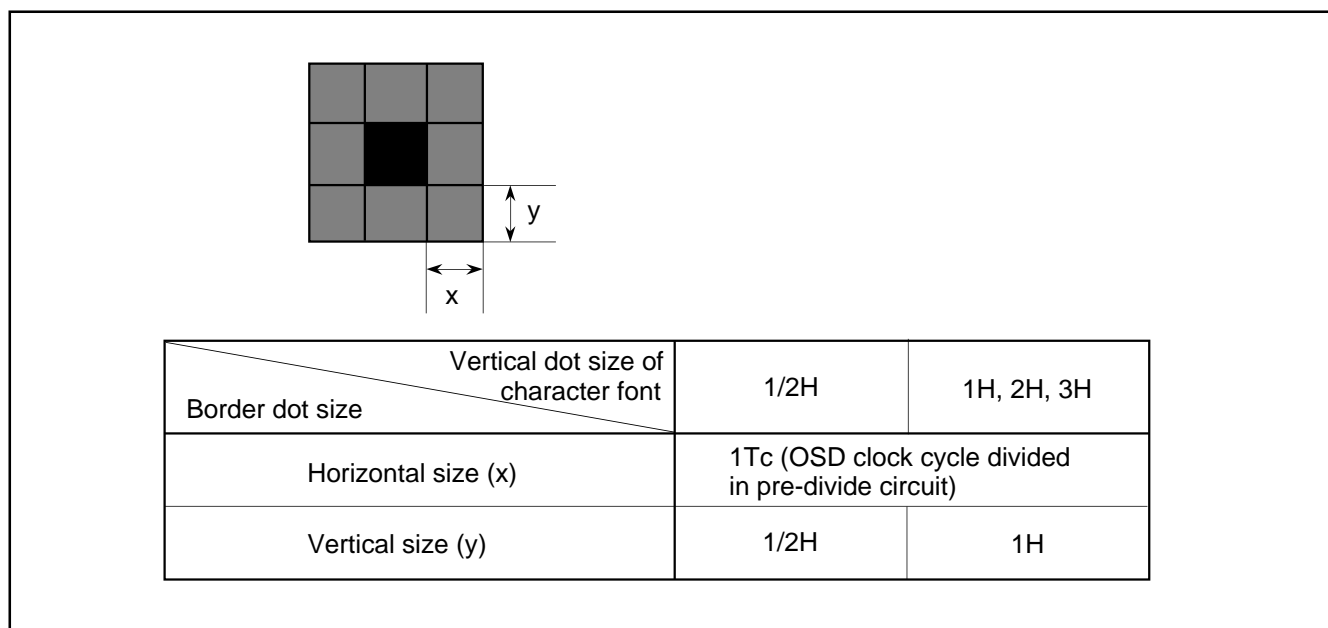 y
x
Vertical dot size of
character font
Border dot size
1/2H
1H, 2H, 3H
Horizontal size (x)
1Tc (OSD clock cycle divided
in pre-divide circuit)
Vertical size (y)
1/2H
1H